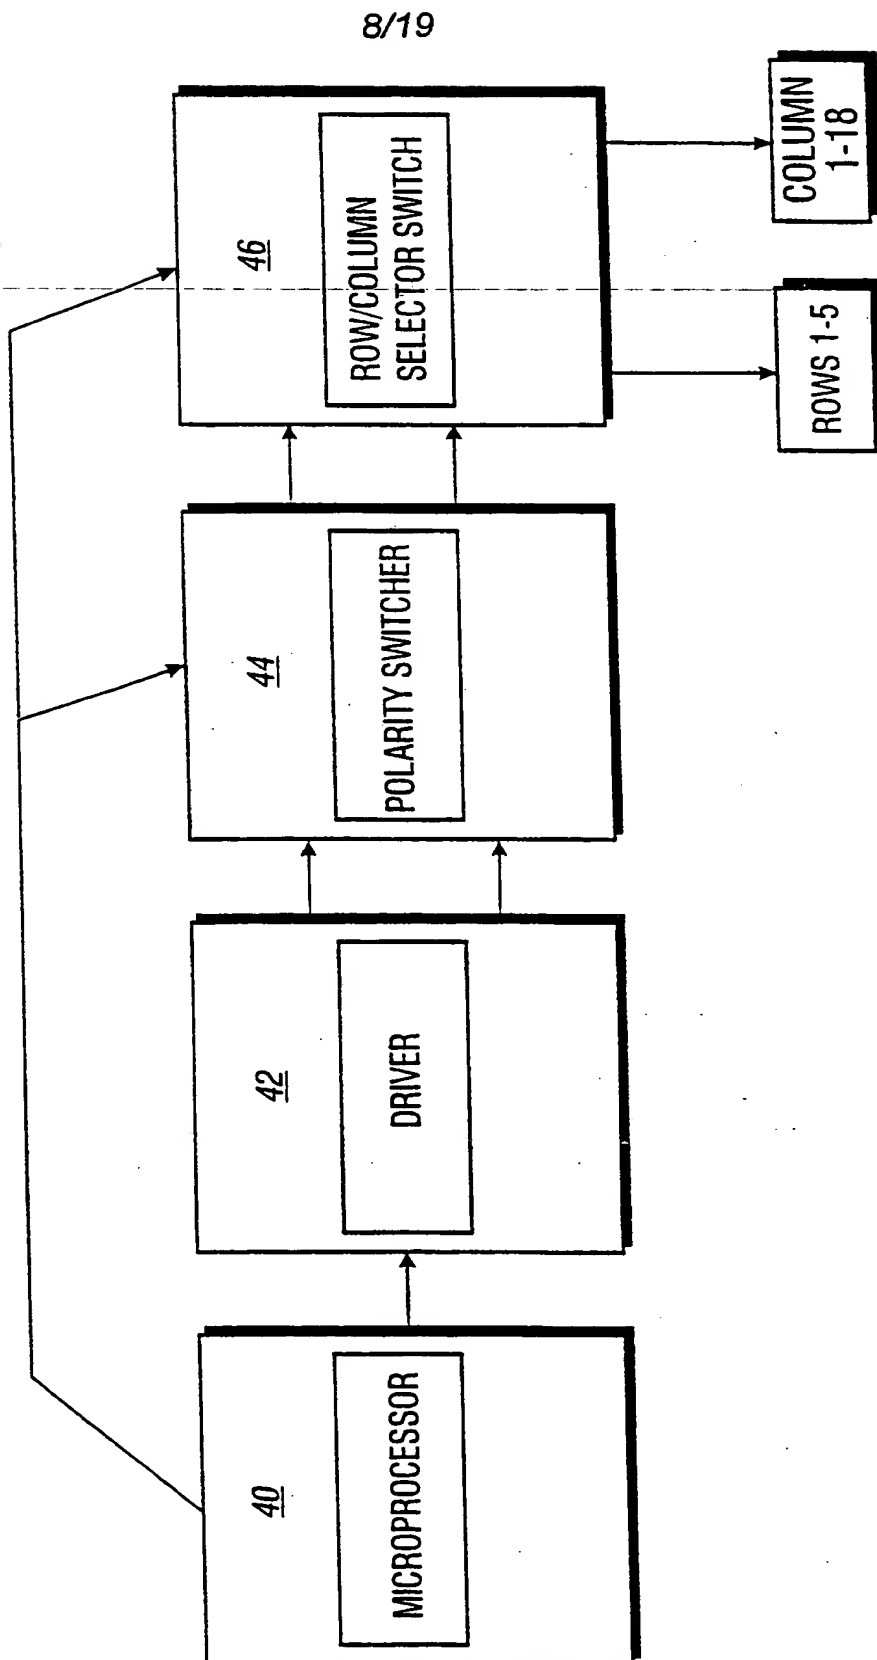 8/19
40
MICROPROCESSOR
42
DRIVER
44
POLARITY SWITCHER
46
ROW/COLUMN
SELECTOR SWITCH
ROWS 1-5
COLUMN
1-18